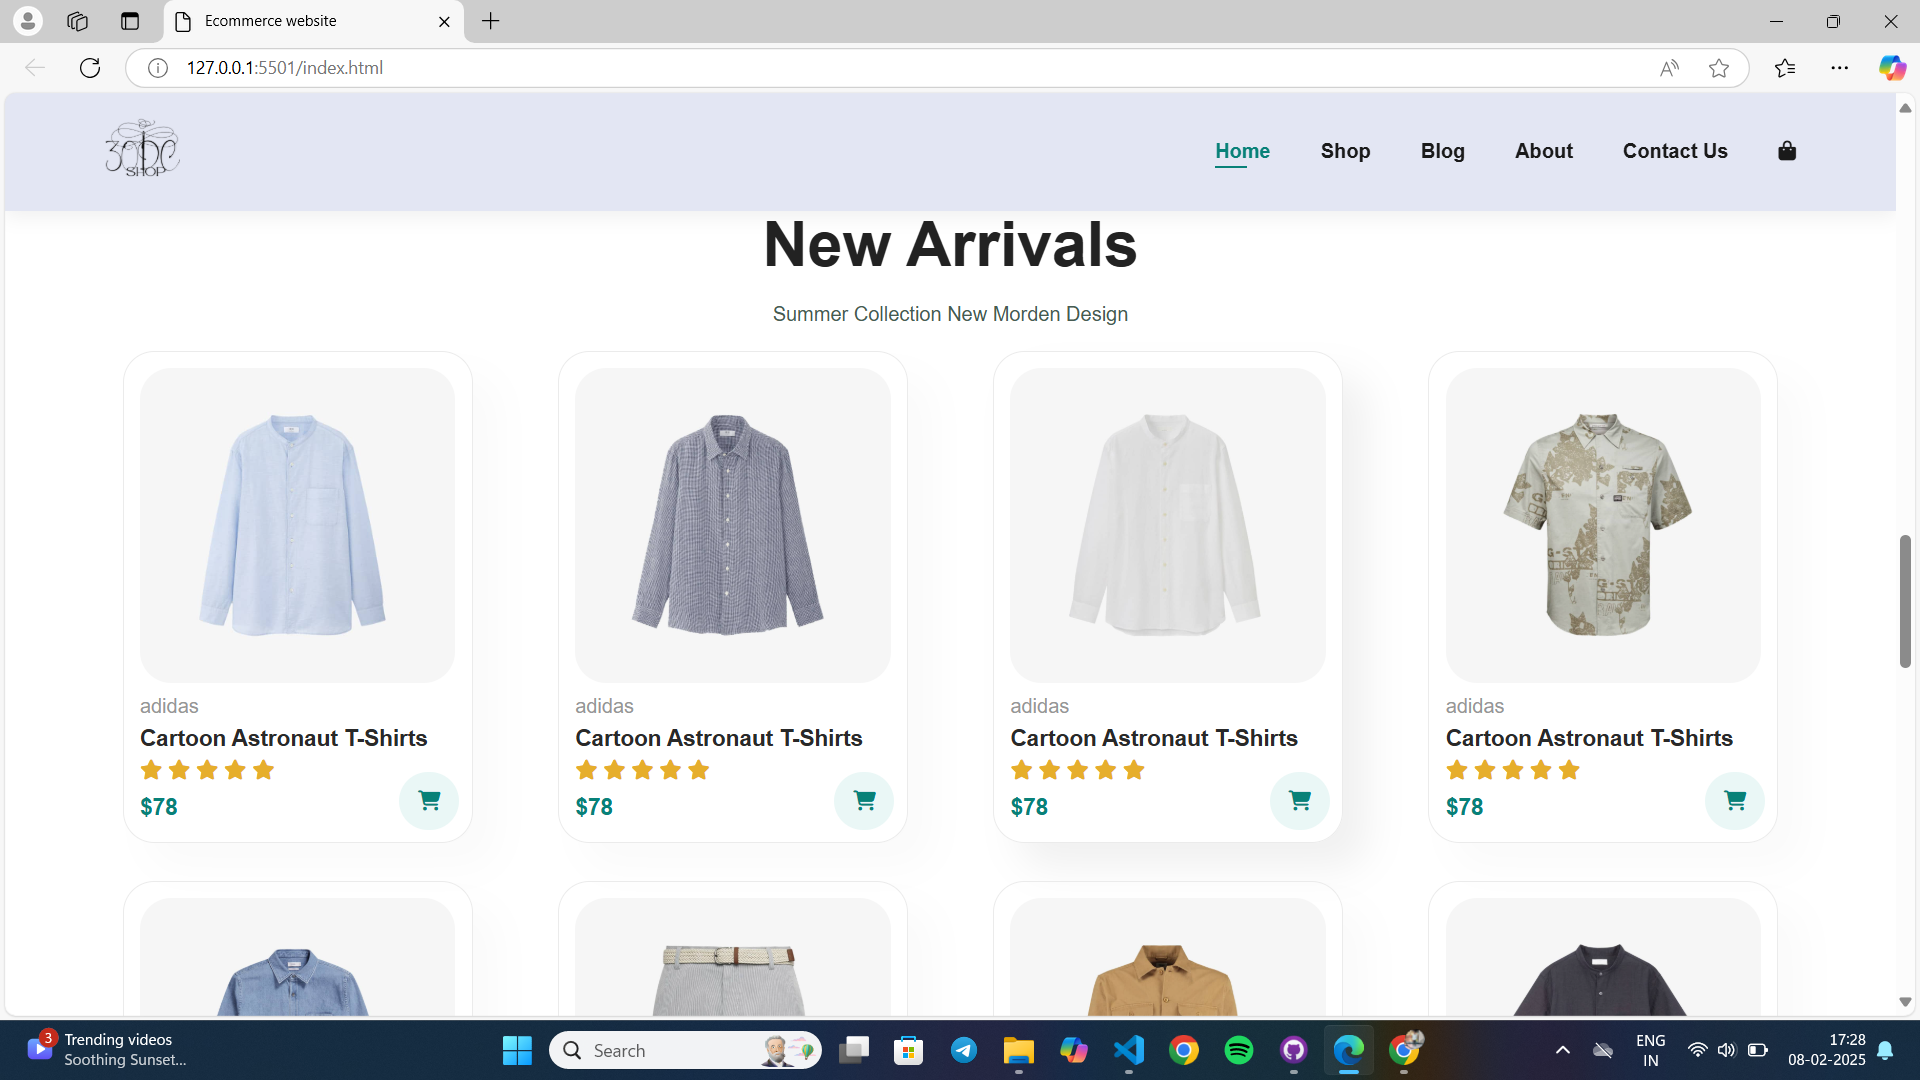 Ecommerce website
127.0.0.1:5501/index.html
SHOP
Home Shop Blog About Contact Us
New Arrivals
Summer Collection New Morden Design
adidas adidas adidas adidas
Cartoon Astronaut T-Shirts Cartoon Astronaut T-Shirts Cartoon Astronaut T-Shirts Cartoon Astronaut T-Shirts
$78 $78 $78 $78
3 Trending videos
Soothing Sunset...
Search
ENG
IN
17:28
08-02-2025